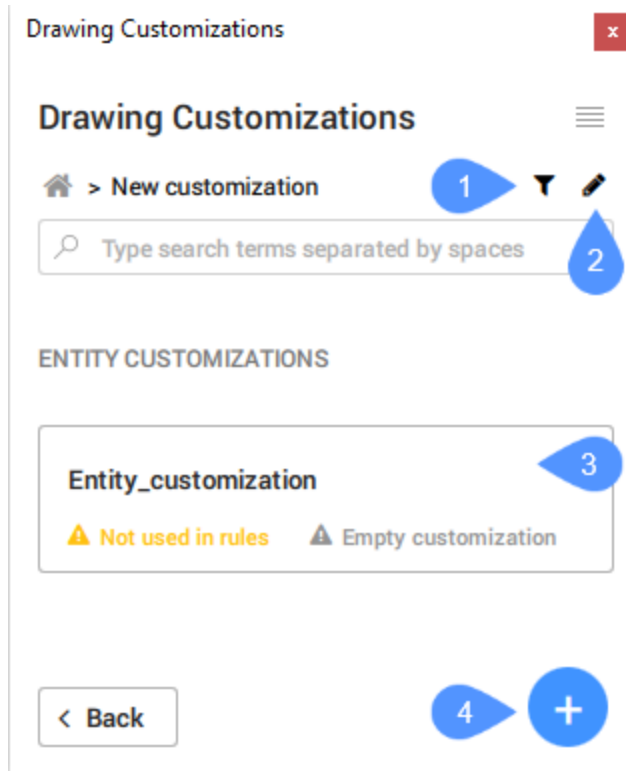 Drawing Customizations
x
Drawing Customizations
> New customization
1
Type search terms separated by spaces
2
ENTITY CUSTOMIZATIONS
3
Entity_customization
Not used in rules Empty customization
< Back
4
+